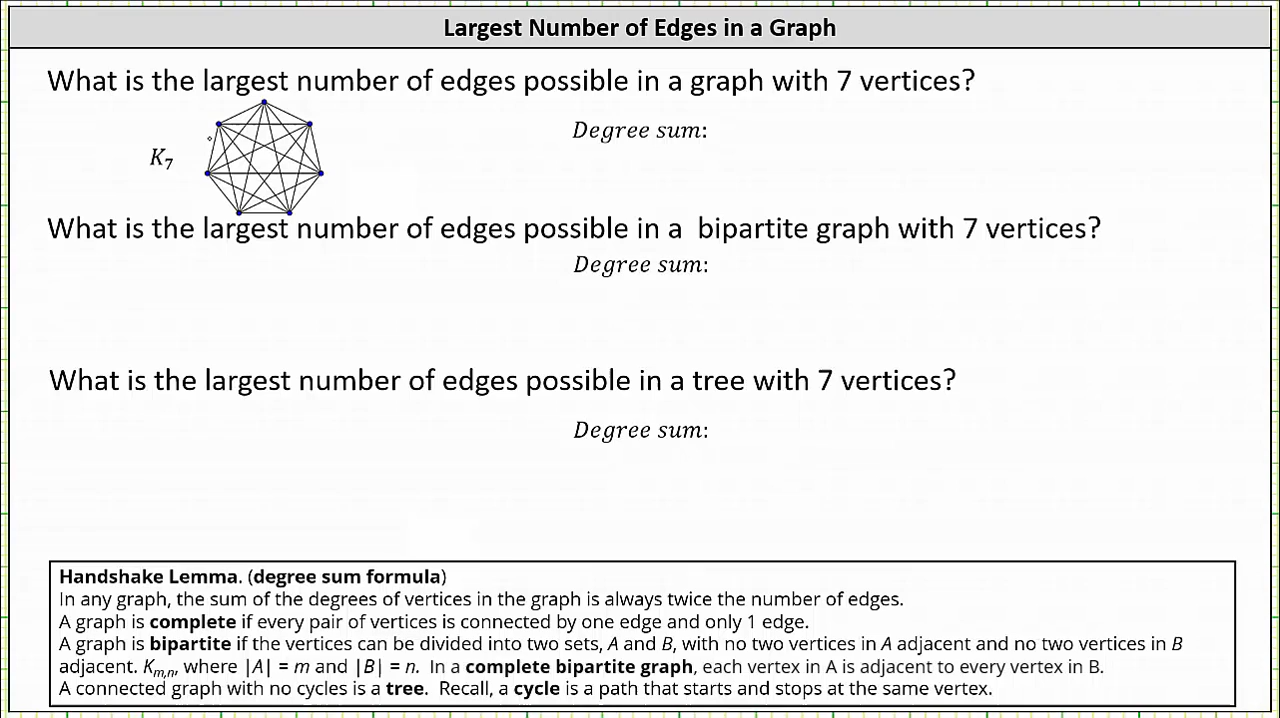 Largest Number of Edges in a Graph
What is the largest number of edges possible in a graph with 7 vertices?
Degree sum:
K₇
What is the largest number of edges possible in a  bipartite graph with 7 vertices?
Degree sum:
What is the largest number of edges possible in a tree with 7 vertices?
Degree sum:
Handshake Lemma. (degree sum formula)
In any graph, the sum of the degrees of vertices in the graph is always twice the number of edges.
A graph is complete if every pair of vertices is connected by one edge and only 1 edge.
A graph is bipartite if the vertices can be divided into two sets, A and B, with no two vertices in A adjacent and no two vertices in B
adjacent. Km,n, where |A| = m and |B| = n.  In a complete bipartite graph, each vertex in A is adjacent to every vertex in B.
A connected graph with no cycles is a tree.  Recall, a cycle is a path that starts and stops at the same vertex.